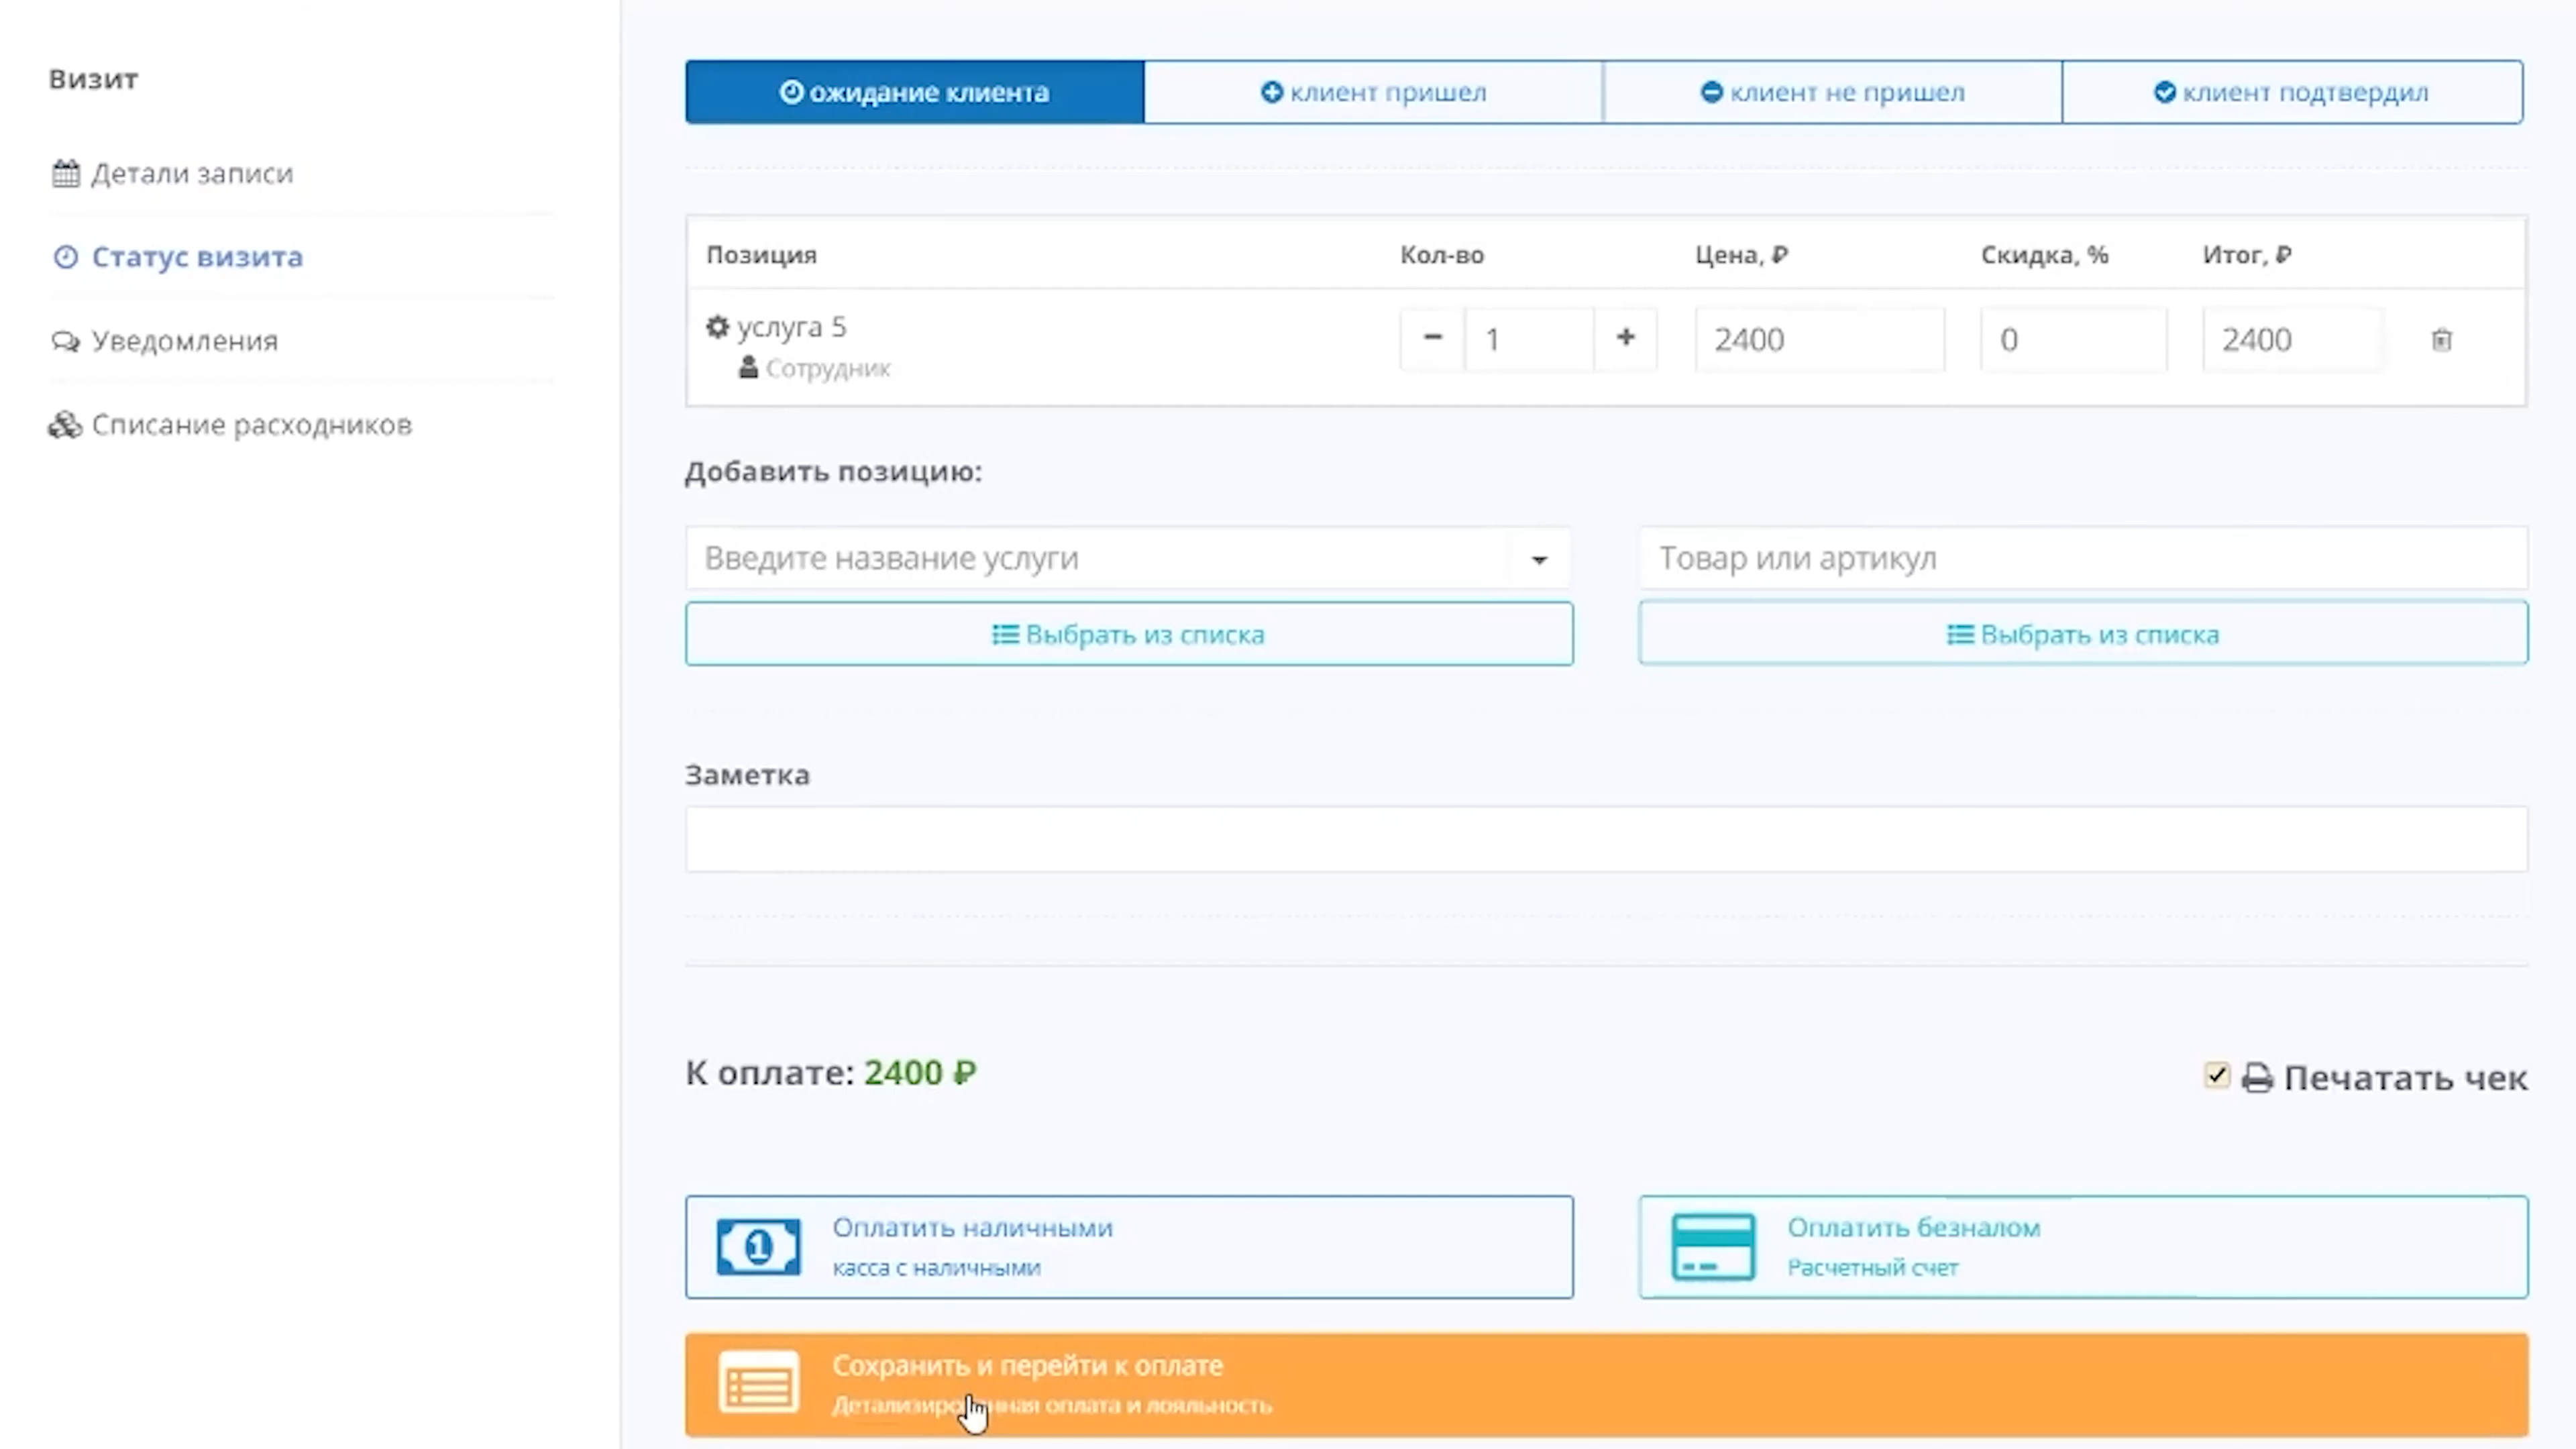 Визит
Детали записи
Статус визита
Уведомления
Списание расходников
ожидание клиента
клиент пришел
клиент не пришел
клиент подтвердил
Позиция Кол-во Цена, ₽ Скидка, % Итог, ₽
услуга 5 − 1 + 2400 0 2400
Сотрудник
Добавить позицию:
Введите название услуги
Товар или артикул
Выбрать из списка
Выбрать из списка
Заметка
К оплате: 2400 ₽
Печатать чек
Оплатить наличными
касса с наличными
Оплатить безналом
Расчетный счет
Сохранить и перейти к оплате
Детализированная оплата и лояльность